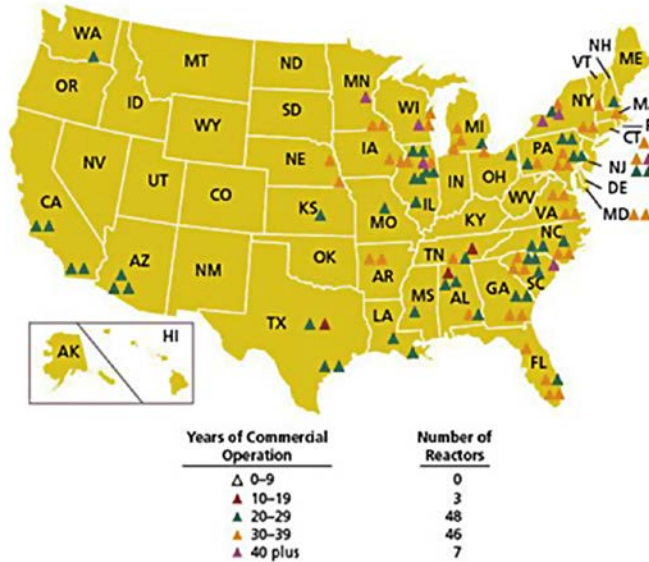 WA
NH
VT
ME
MT
ND
MN
OR
ID
SD
WI
NY
MA
WY
MI
CT
IA
PA
NE
NV
NJ
OH
UT
IN
IL
DE
CA
CO
WV
KS
MO
VA
MD
KY
NC
TN
AZ
OK
NM
AR
SC
MS
AL
GA
LA
TX
HI
AK
FL
Years of Commercial Operation
Number of Reactors
0–9 0
10–19 3
20–29 48
30–39 46
40 plus 7